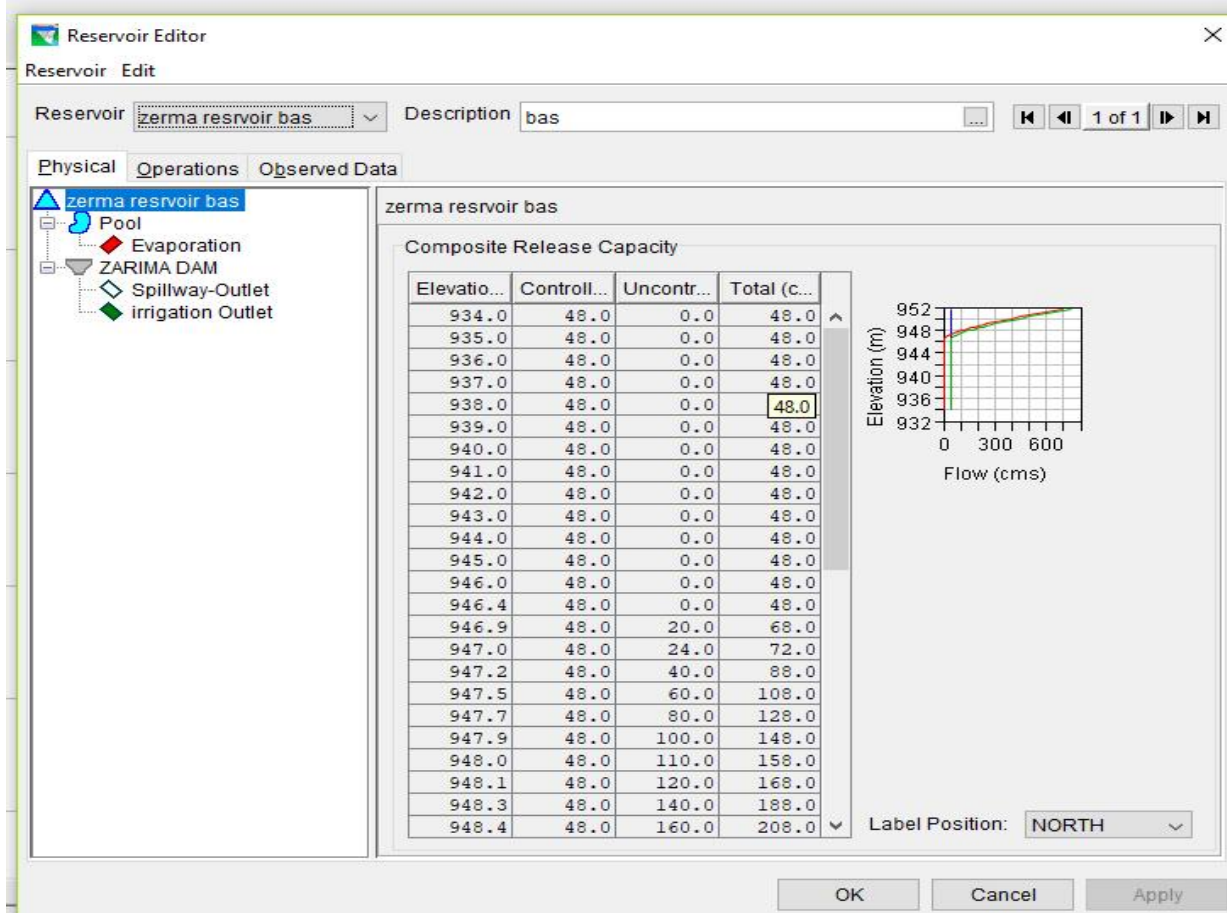 Reservoir Editor
Reservoir Edit
Reservoir zerma resrvoir bas Description bas ... 1 of 1
Physical Operations Observed Data
zerma resrvoir bas
Pool
Evaporation
ZARIMA DAM
Spillway-Outlet
irrigation Outlet
zerma resrvoir bas
Composite Release Capacity
Elevatio... Controll... Uncontr... Total (c...
934.0 48.0 0.0 48.0
935.0 48.0 0.0 48.0
936.0 48.0 0.0 48.0
937.0 48.0 0.0 48.0
938.0 48.0 0.0 48.0
939.0 48.0 0.0 48.0
940.0 48.0 0.0 48.0
941.0 48.0 0.0 48.0
942.0 48.0 0.0 48.0
943.0 48.0 0.0 48.0
944.0 48.0 0.0 48.0
945.0 48.0 0.0 48.0
946.0 48.0 0.0 48.0
946.4 48.0 0.0 48.0
946.9 48.0 20.0 68.0
947.0 48.0 24.0 72.0
947.2 48.0 40.0 88.0
947.5 48.0 60.0 108.0
947.7 48.0 80.0 128.0
947.9 48.0 100.0 148.0
948.0 48.0 110.0 158.0
948.1 48.0 120.0 168.0
948.3 48.0 140.0 188.0
948.4 48.0 160.0 208.0
Elevation (m)
952
948
944
940
936
932
0 300 600
Flow (cms)
Label Position: NORTH
OK Cancel Apply